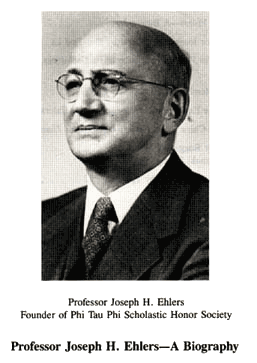 Professor Joseph H. Ehlers
Founder of Phi Tau Phi Scholastic Honor Society
Professor Joseph H. Ehlers—A Biography